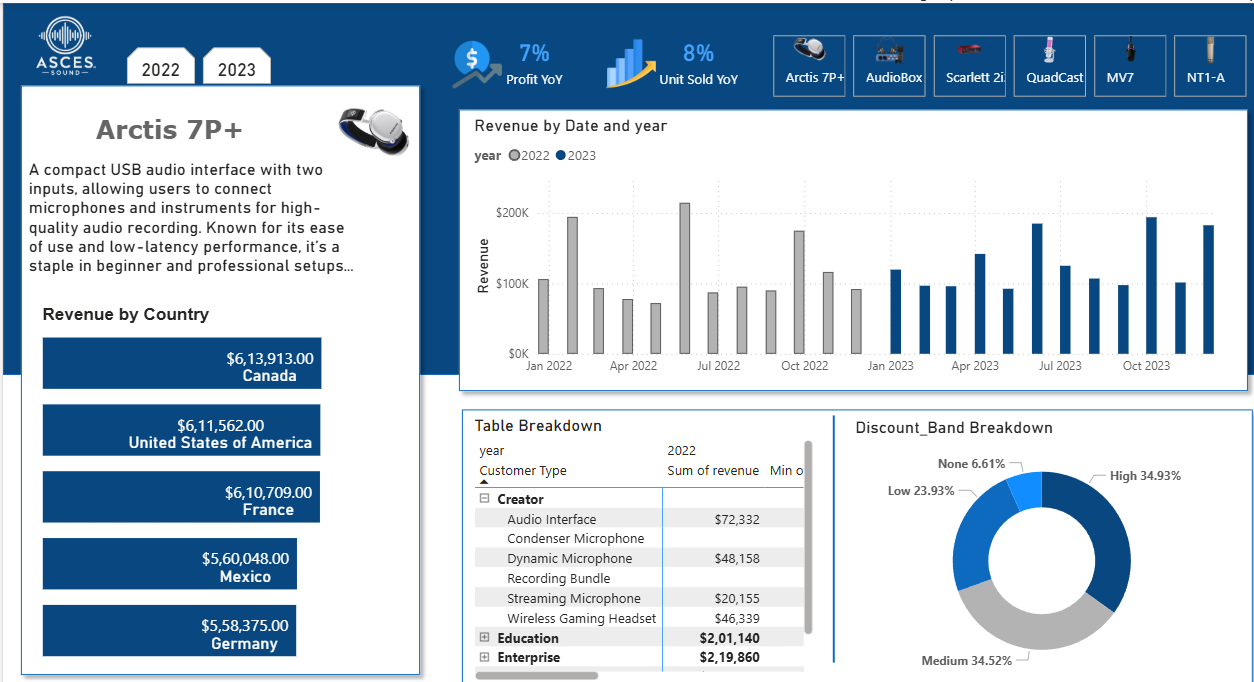 ASCES.
SOUND
2022
2023
7%
Profit YoY
8%
Unit Sold YoY
Arctis 7P+
AudioBox
Scarlett 2i.
QuadCast
MV7
NT1-A
Arctis 7P+
A compact USB audio interface with two
inputs, allowing users to connect
microphones and instruments for high-
quality audio recording. Known for its ease
of use and low-latency performance, it's a
staple in beginner and professional setups...
Revenue by Country
$6,13,913.00
Canada
$6,11,562.00
United States of America
$6,10,709.00
France
$5,60,048.00
Mexico
$5,58,375.00
Germany
Revenue by Date and year
year 2022 2023
Revenue
$200K
$100K
$0K
Jan 2022 Apr 2022 Jul 2022 Oct 2022 Jan 2023 Apr 2023 Jul 2023 Oct 2023
Table Breakdown
year 2022
Customer Type Sum of revenue Min o
Creator
Audio Interface $72,332
Condenser Microphone
Dynamic Microphone $48,158
Recording Bundle
Streaming Microphone $20,155
Wireless Gaming Headset $46,339
Education $2,01,140
Enterprise $2,19,860
Discount_Band Breakdown
None 6.61%
High 34.93%
Low 23.93%
Medium 34.52%